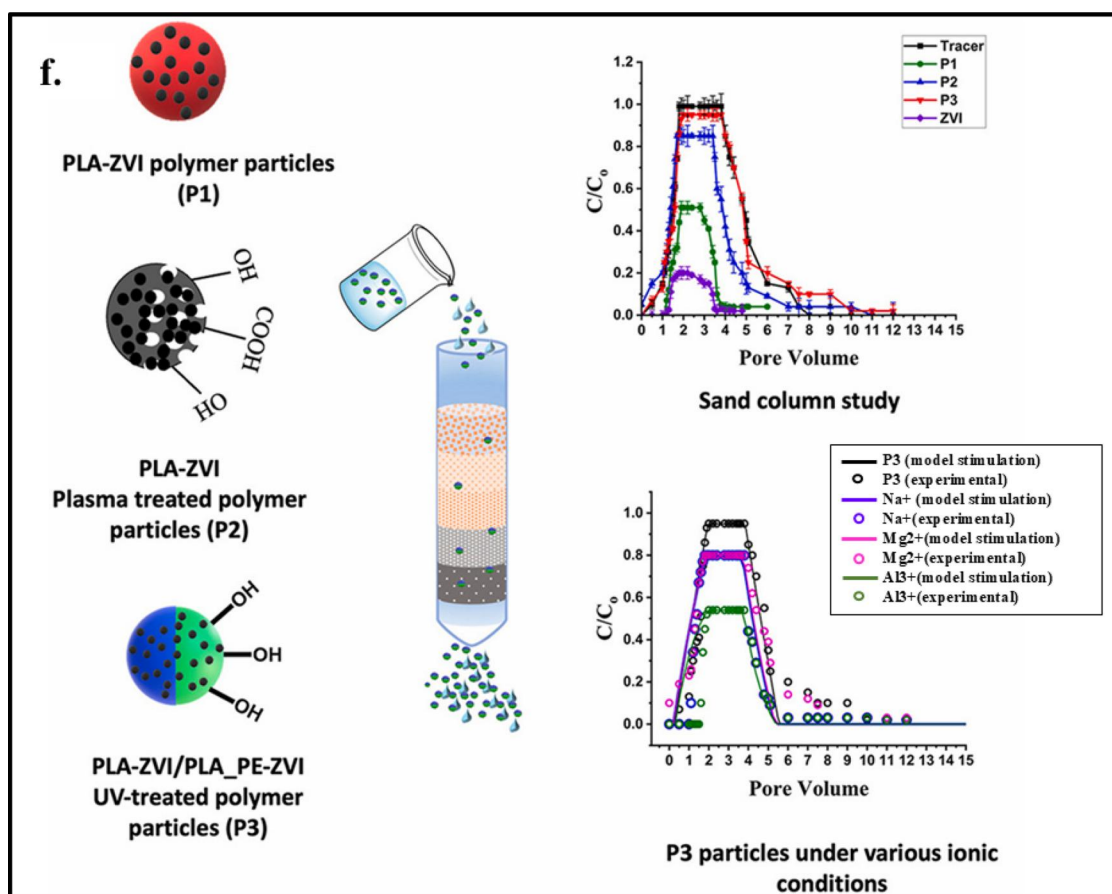 f.
PLA-ZVI polymer particles
(P1)
HO
COOH
OH
PLA-ZVI
Plasma treated polymer
particles (P2)
OH
OH
OH
PLA-ZVI/PLA_PE-ZVI
UV-treated polymer
particles (P3)
Tracer
P1
P2
P3
ZVI
C/Co
1.0
0.8
0.6
0.4
0.2
0.0
0 1 2 3 4 5 6 7 8 9 10 11 12 13 14 15
Pore Volume
Sand column study
P3 (model stimulation)
P3 (experimental)
Na+ (model stimulation)
Na+(experimental)
Mg2+(model stimulation)
Mg2+(experimental)
Al3+(model stimulation)
Al3+(experimental)
C/Co
1.0
0.8
0.6
0.4
0.2
0.0
0 1 2 3 4 5 6 7 8 9 10 11 12 13 14 15
Pore Volume
P3 particles under various ionic
conditions